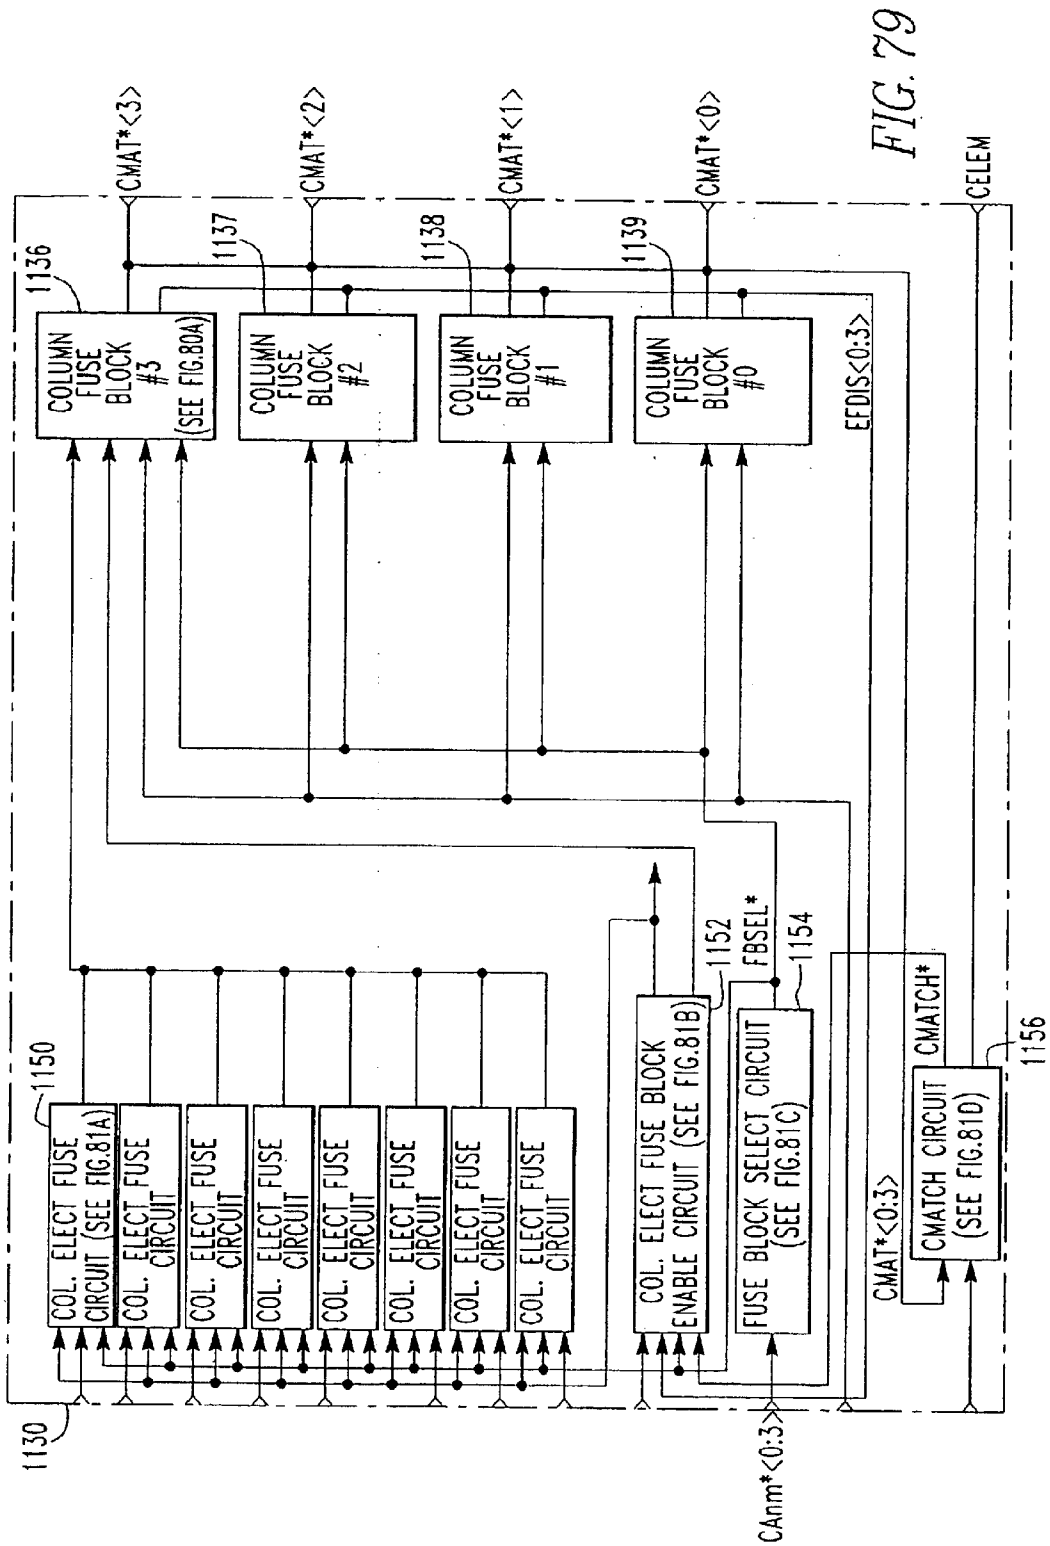 1130
1150
COL. ELECT FUSE
CIRCUIT (SEE FIG.81A)
COL. ELECT FUSE
CIRCUIT
COL. ELECT FUSE
CIRCUIT
COL. ELECT FUSE
CIRCUIT
COL. ELECT FUSE
CIRCUIT
COL. ELECT FUSE
CIRCUIT
COL. ELECT FUSE
CIRCUIT
COL. ELECT FUSE
CIRCUIT
COL. ELECT FUSE BLOCK
ENABLE CIRCUIT (SEE FIG.81B)
1152
FBSEL*
FUSE BLOCK SELECT CIRCUIT
(SEE FIG.81C)
1154
CAnm*<0:3>
CMAT*<0:3>
CMATCH*
CMATCH CIRCUIT
(SEE FIG.81D)
1156
1136
COLUMN
FUSE
BLOCK
#3
(SEE FIG.80A)
CMAT*<3>
1137
COLUMN
FUSE
BLOCK
#2
CMAT*<2>
1138
COLUMN
FUSE
BLOCK
#1
CMAT*<1>
1139
COLUMN
FUSE
BLOCK
#0
CMAT*<0>
EFDIS<0:3>
CELEM
FIG. 79